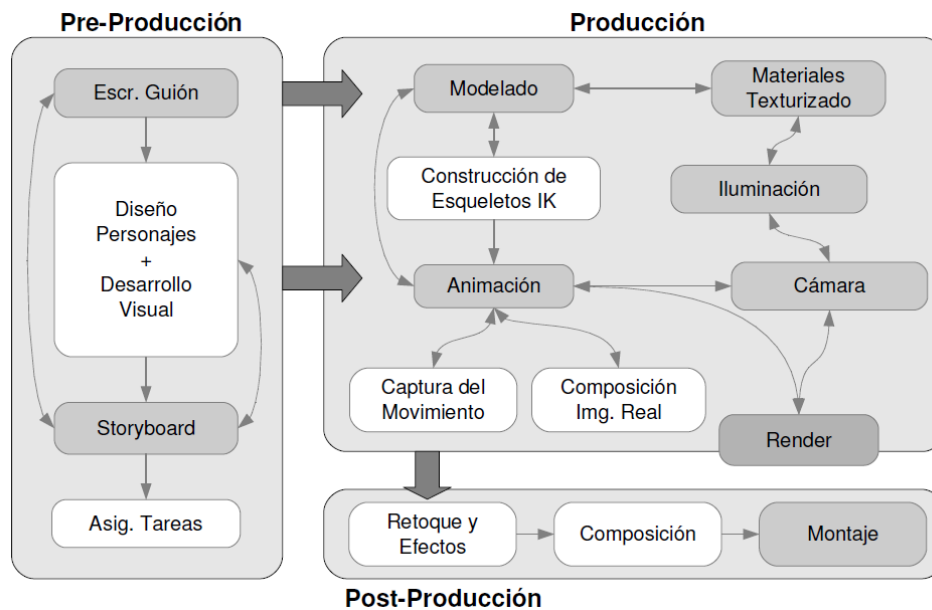 Pre-Producción
Escr. Guión
Diseño
Personajes
+
Desarrollo
Visual
Storyboard
Asig. Tareas
Producción
Modelado
Materiales
Texturizado
Construcción de
Esqueletos IK
Iluminación
Animación
Cámara
Captura del
Movimiento
Composición
Img. Real
Render
Retoque y
Efectos
Composición
Montaje
Post-Producción